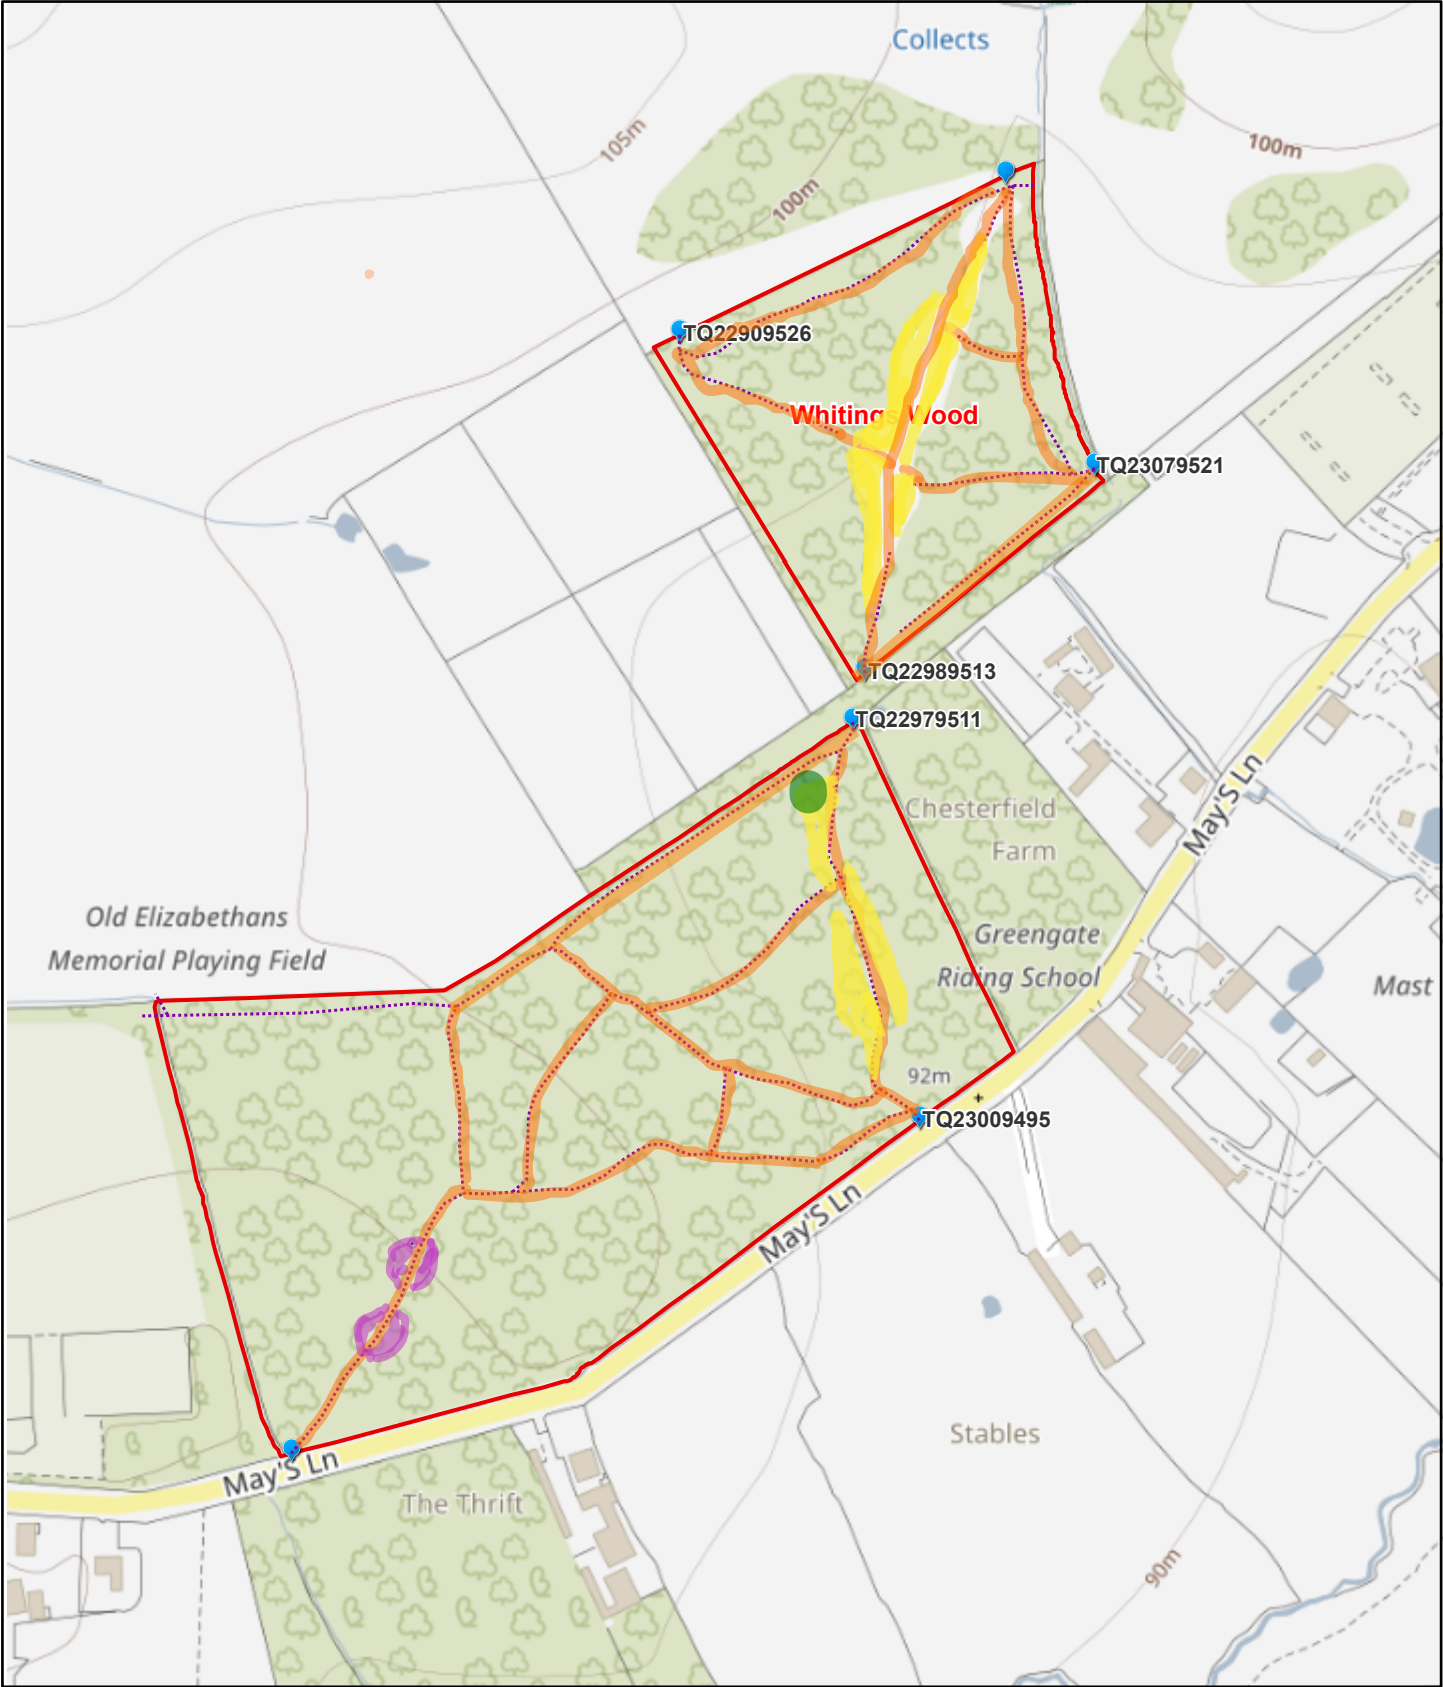 Collects
105m
100m
100m
TQ22909526
Whitings Wood
TQ23079521
TQ22989513
TQ22979511
Chesterfield
Farm
May'S Ln
Old Elizabethans
Memorial Playing Field
Greengate
Riding School
Mast
92m
TQ23009495
May'S Ln
Stables
May'S Ln
The Thrift
90m